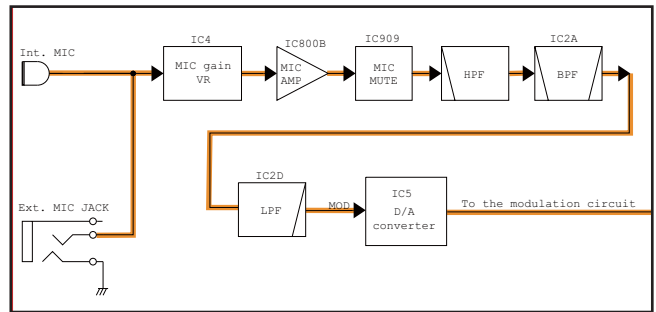 Int. MIC
IC4
MIC gain
VR
IC800B
MIC
AMP
IC909
MIC
MUTE
HPF
IC2A
BPF
Ext. MIC JACK
IC2D
LPF
MOD
IC5
D/A
converter
To the modulation circuit